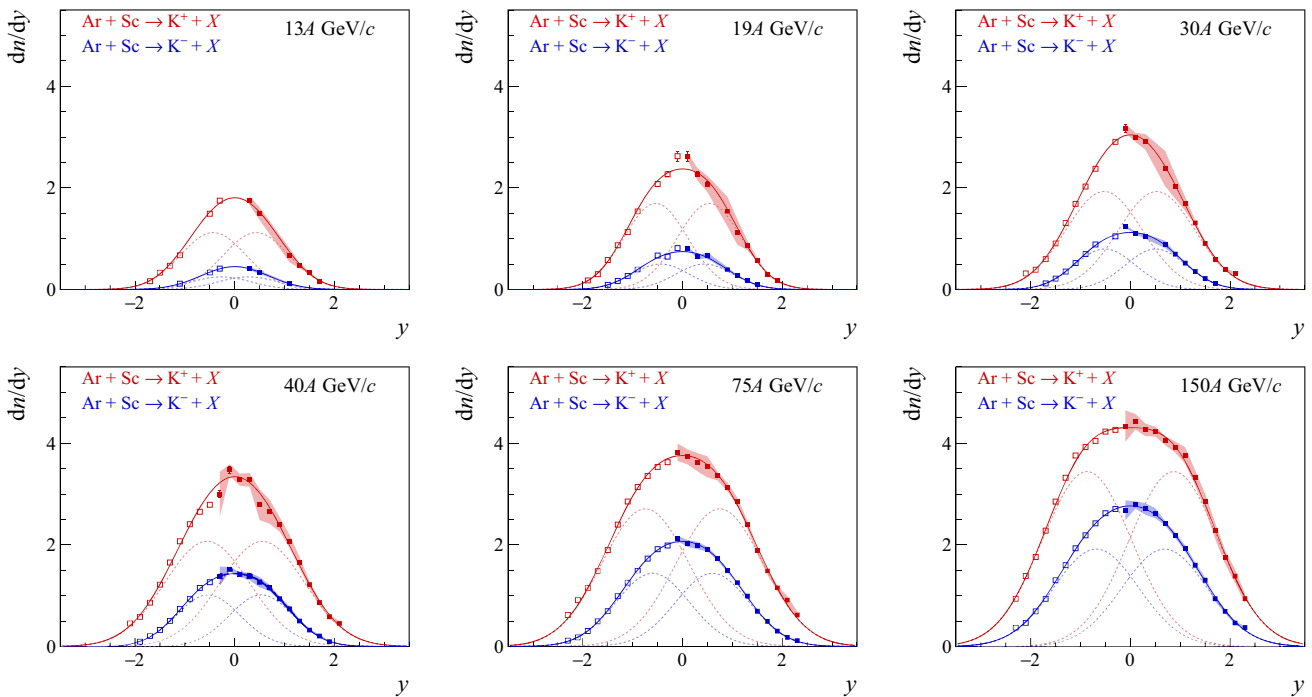 dn/dy
Ar + Sc → K⁺ + X
Ar + Sc → K⁻ + X
13A GeV/c
4
2
0
−2
0
2
y
dn/dy
Ar + Sc → K⁺ + X
Ar + Sc → K⁻ + X
19A GeV/c
4
2
0
−2
0
2
y
dn/dy
Ar + Sc → K⁺ + X
Ar + Sc → K⁻ + X
30A GeV/c
4
2
0
−2
0
2
y
dn/dy
Ar + Sc → K⁺ + X
Ar + Sc → K⁻ + X
40A GeV/c
4
2
0
−2
0
2
y
dn/dy
Ar + Sc → K⁺ + X
Ar + Sc → K⁻ + X
75A GeV/c
4
2
0
−2
0
2
y
dn/dy
Ar + Sc → K⁺ + X
Ar + Sc → K⁻ + X
150A GeV/c
4
2
0
−2
0
2
y